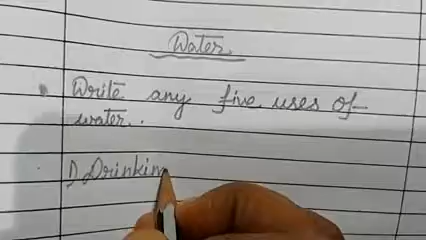 Water
Write any five uses of
water.
1) Drinkin